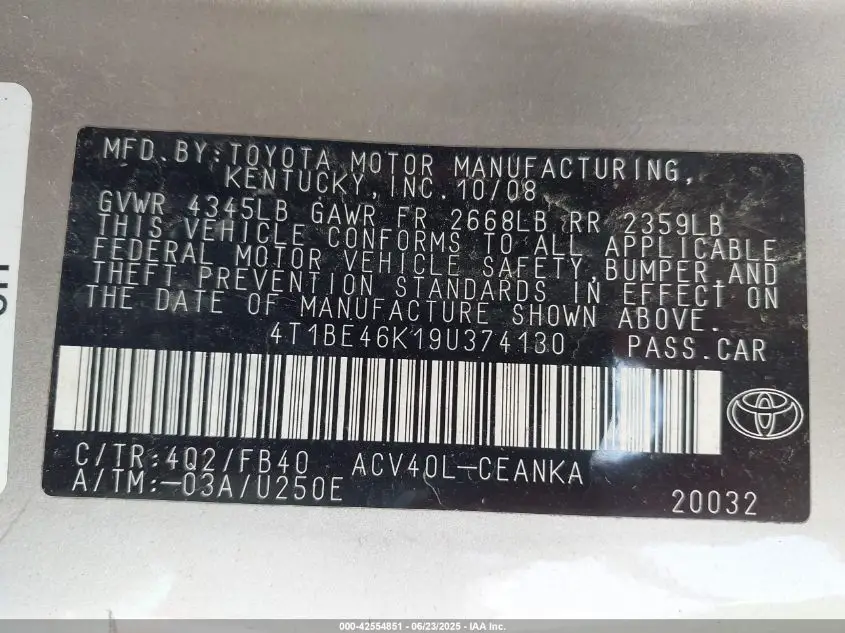 MFD.BY:TOYOTA MOTOR MANUFACTURING,
KENTUCKY,INC.10/08
GVWR 4345LB GAWR FR 2668LB RR 2359LB
THIS VEHICLE CONFORMS TO ALL APPLICABLE
FEDERAL MOTOR VEHICLE SAFETY,BUMPER,AND
THEFT PREVENTION STANDARDS IN EFFECT ON
THE DATE OF MANUFACTURE SHOWN ABOVE.
4T1BE46K19U374130 PASS.CAR
C/TR:4Q2/FB40 ACV40L-CEANKA
A/TM:-03A/U250E
20032
000-42554851 | 06/23/2025 | IAA Inc.